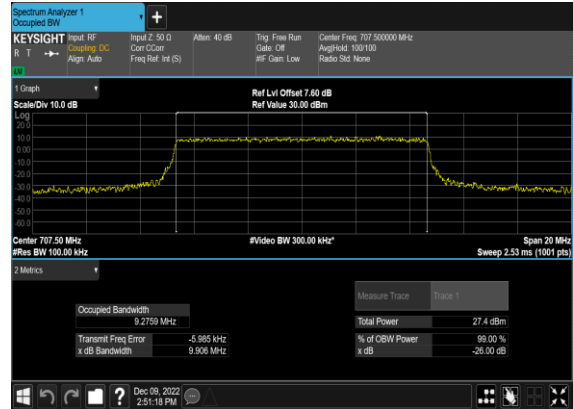 Spectrum Analyzer 1
Occupied BW
+
KEYSIGHT
R T
LM
Input: RF
Coupling: DC
Align: Auto
Input Z: 50 Ω
Corr CCorr
Freq Ref: Int (S)
Atten: 40 dB
Trig: Free Run
Gate: Off
#IF Gain: Low
Center Freq: 707.500000 MHz
Avg|Hold: 100/100
Radio Std: None
1 Graph
Scale/Div 10.0 dB
Ref Lvl Offset 7.60 dB
Ref Value 30.00 dBm
Log
20.0
10.0
0.00
-10.0
-20.0
-30.0
-40.0
-50.0
-60.0
Center 707.50 MHz
#Res BW 100.00 kHz
#Video BW 300.00 kHz*
Span 20 MHz
Sweep 2.53 ms (1001 pts)
2 Metrics
Measure Trace Trace 1
Occupied Bandwidth
9.2759 MHz
Total Power 27.4 dBm
Transmit Freq Error -5.985 kHz
% of OBW Power 99.00 %
x dB Bandwidth 9.906 MHz
x dB -26.00 dB
?
Dec 09, 2022
2:51:18 PM